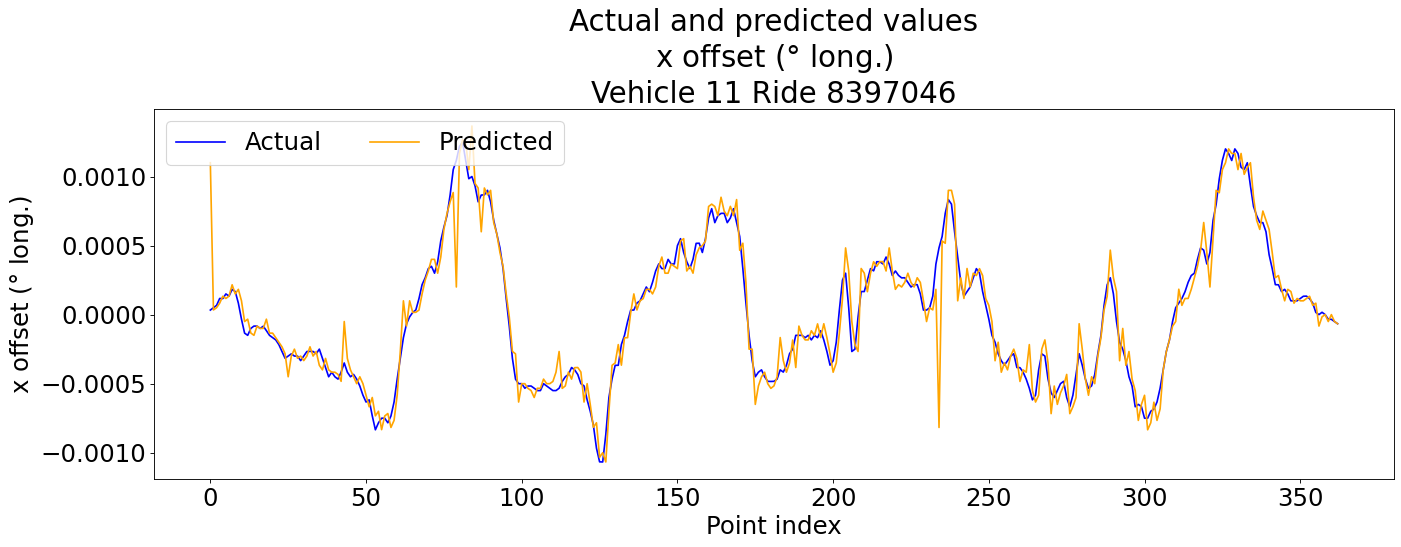 Actual and predicted values
x offset (° long.)
Vehicle 11 Ride 8397046
Actual
Predicted
x offset (° long.)
0.0010
0.0005
0.0000
−0.0005
−0.0010
0 50 100 150 200 250 300 350
Point index